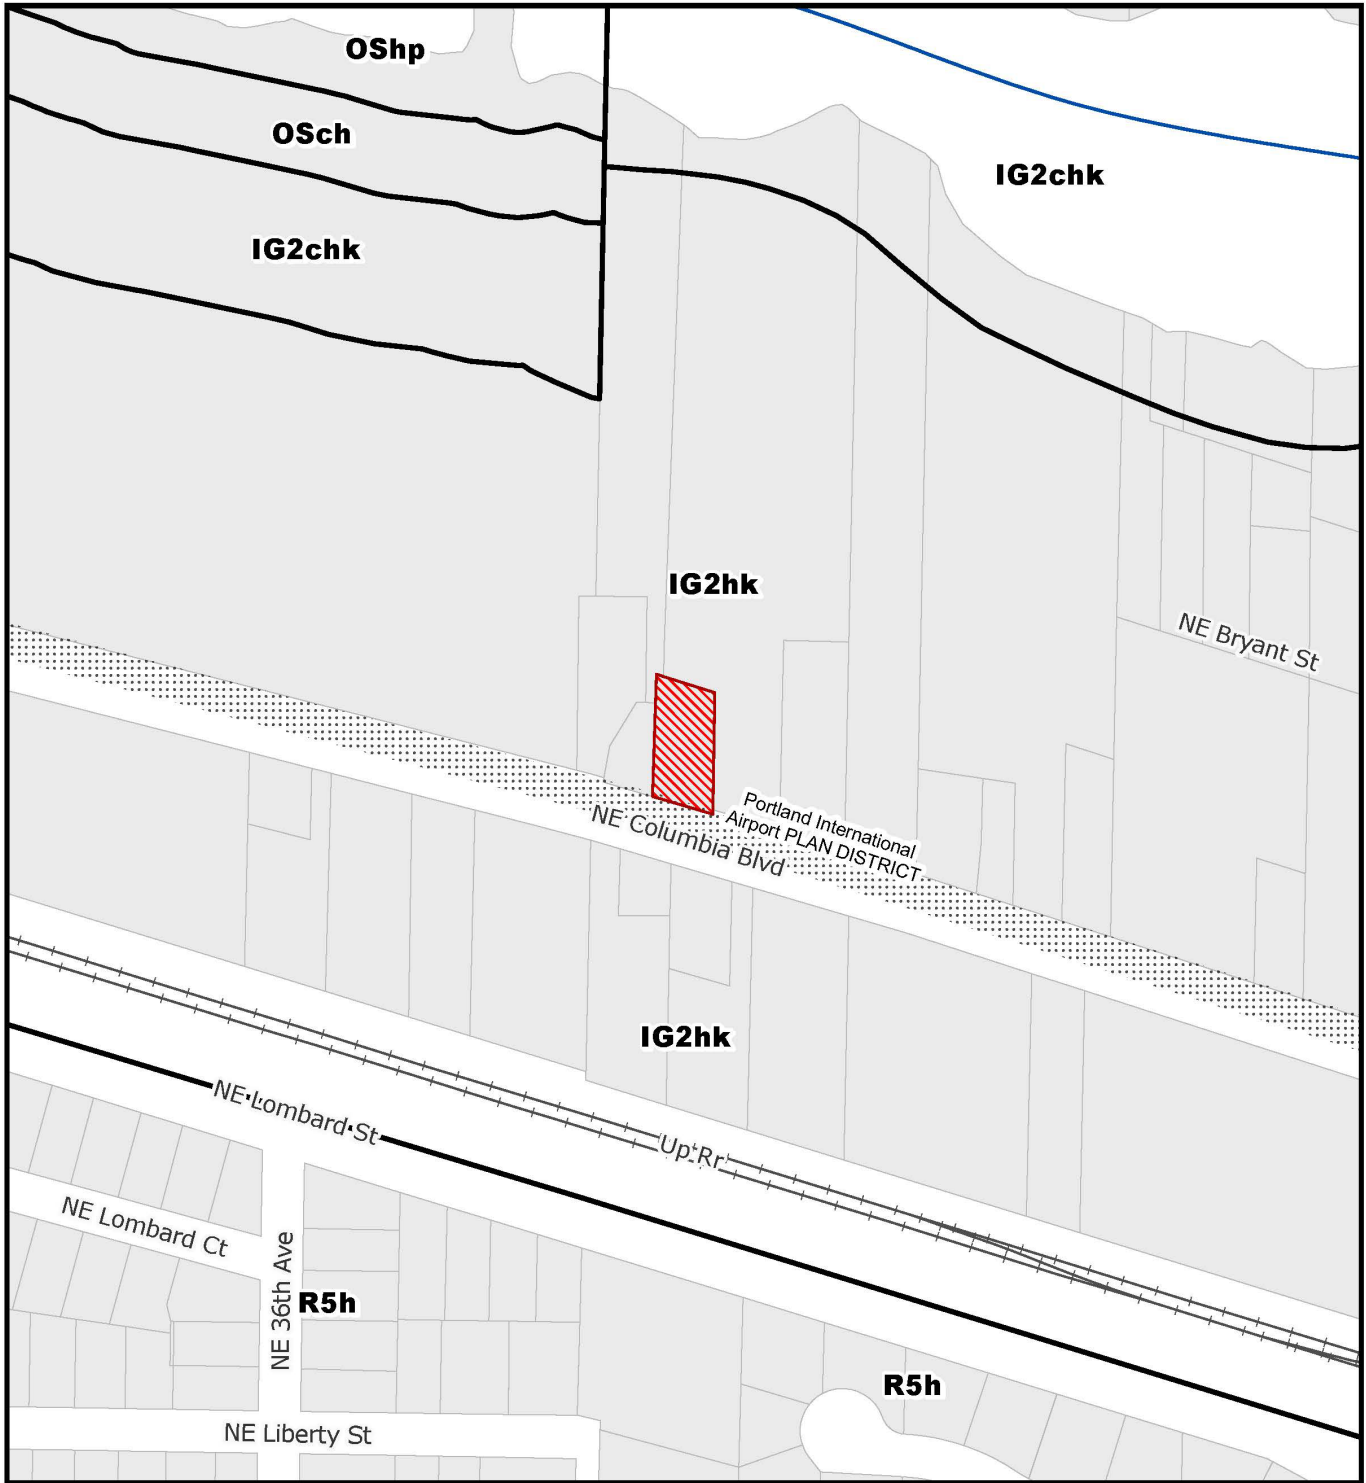 OShp
OSch
IG2chk
IG2chk
IG2hk
NE Bryant St
Portland International
Airport PLAN DISTRICT
NE Columbia Blvd
IG2hk
NE Lombard St
Up Rr
NE Lombard Ct
NE 36th Ave
R5h
R5h
NE Liberty St